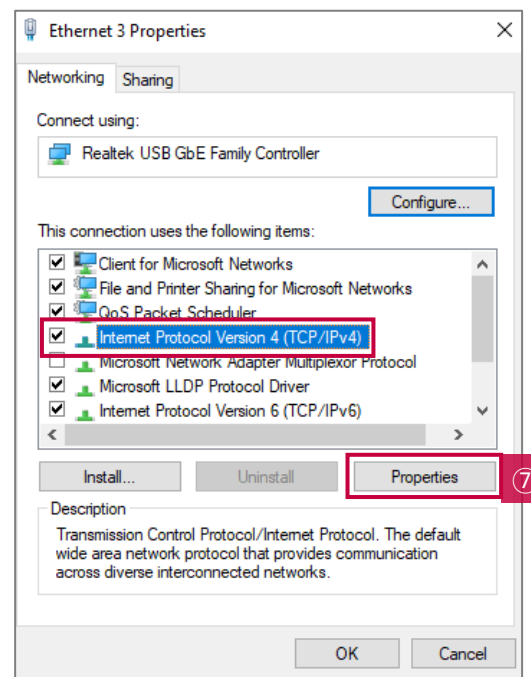 Ethernet 3 Properties
Networking
Sharing
Connect using:
Realtek USB GbE Family Controller
Configure...
This connection uses the following items:
Client for Microsoft Networks
File and Printer Sharing for Microsoft Networks
QoS Packet Scheduler
Internet Protocol Version 4 (TCP/IPv4)
Microsoft Network Adapter Multiplexor Protocol
Microsoft LLDP Protocol Driver
Internet Protocol Version 6 (TCP/IPv6)
Install...
Uninstall
Properties
⑦
Description
Transmission Control Protocol/Internet Protocol. The default
wide area network protocol that provides communication
across diverse interconnected networks.
OK
Cancel